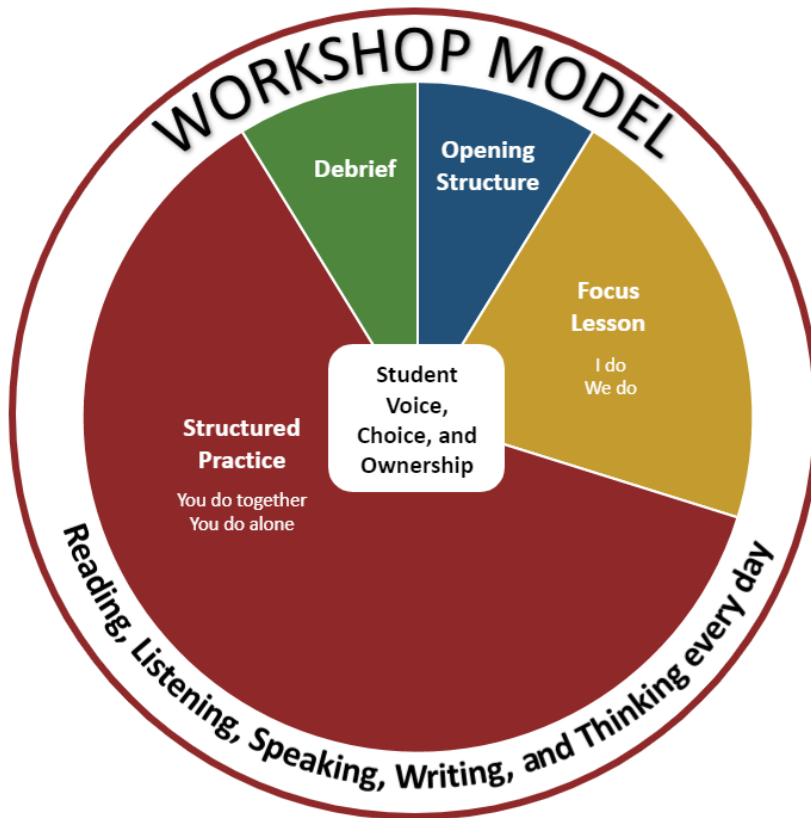 WORKSHOP MODEL
Debrief
Opening
Structure
Focus
Lesson
I do
We do
Student
Voice,
Choice, and
Ownership
Structured
Practice
You do together
You do alone
Reading, Listening, Speaking, Writing, and Thinking every day